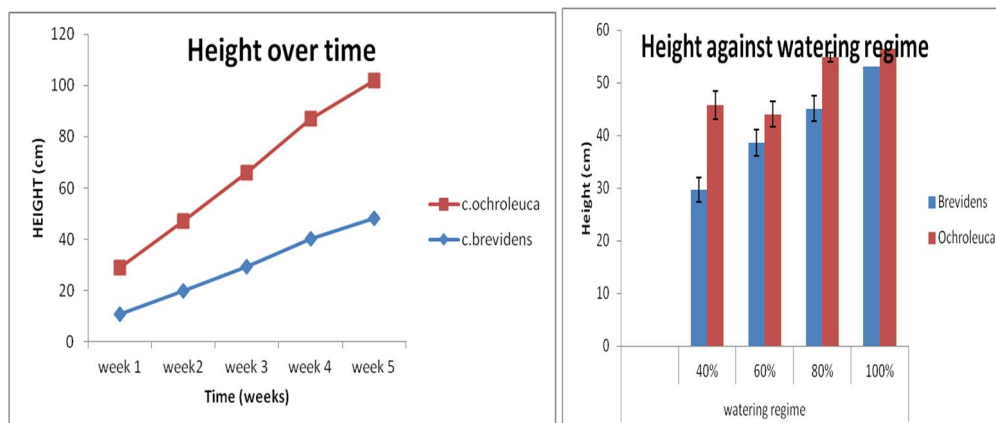 Height over time
HEIGHT (cm)
120
100
80
60
40
20
0
week 1 week2 week 3 week 4 week 5
Time (weeks)
c.ochroleuca
c.brevidens
Height against watering regime
Height (cm)
60
50
40
30
20
10
0
40% 60% 80% 100%
watering regime
Brevidens
Ochroleuca